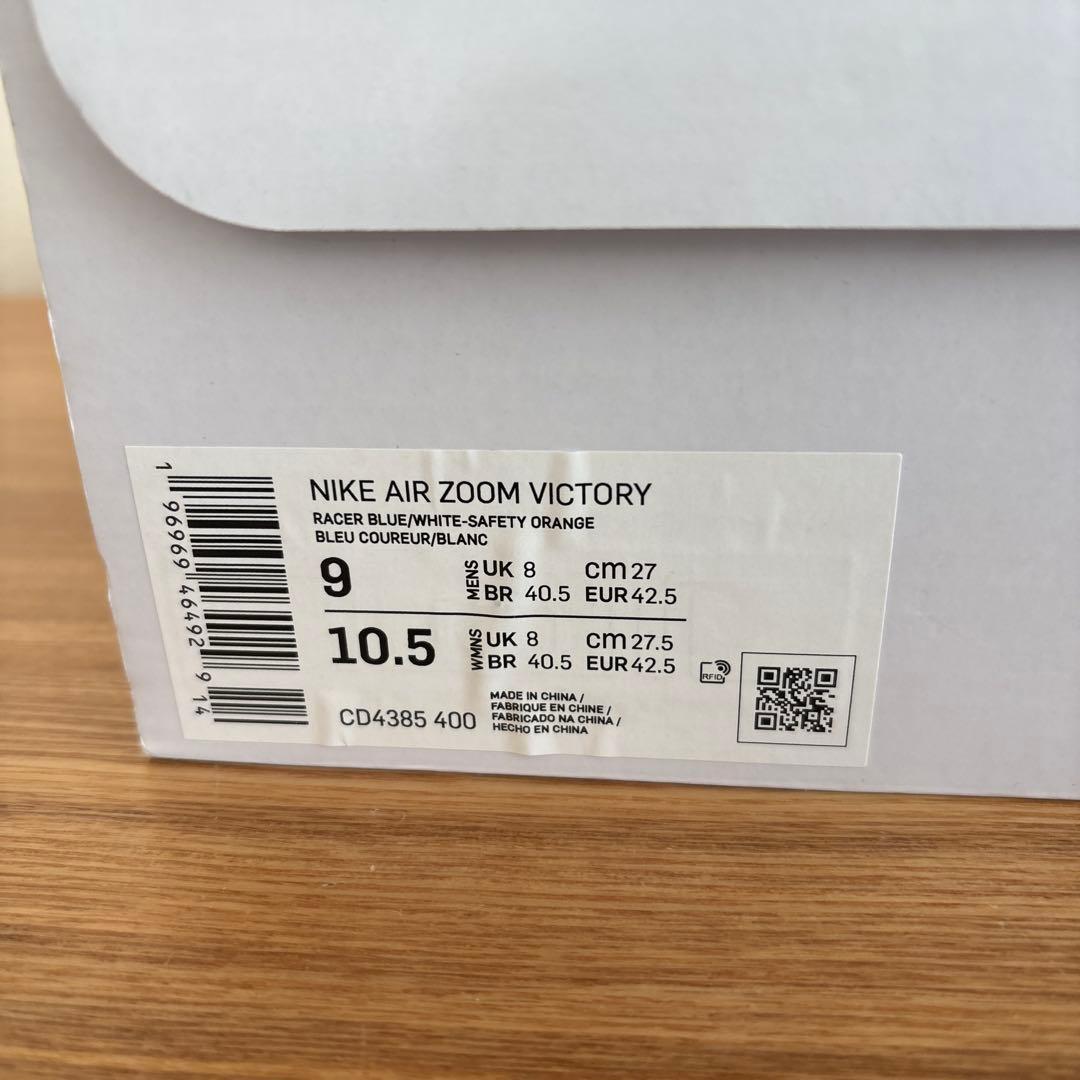 1 96969 46492 9 14
NIKE AIR ZOOM VICTORY
RACER BLUE/WHITE-SAFETY ORANGE
BLEU COUREUR/BLANC
9 MENS UK 8 cm 27
BR 40.5 EUR 42.5
10.5 WMNS UK 8 cm 27.5
BR 40.5 EUR 42.5
RFID
CD4385 400
MADE IN CHINA /
FABRIQUE EN CHINE /
FABRICADO NA CHINA /
HECHO EN CHINA